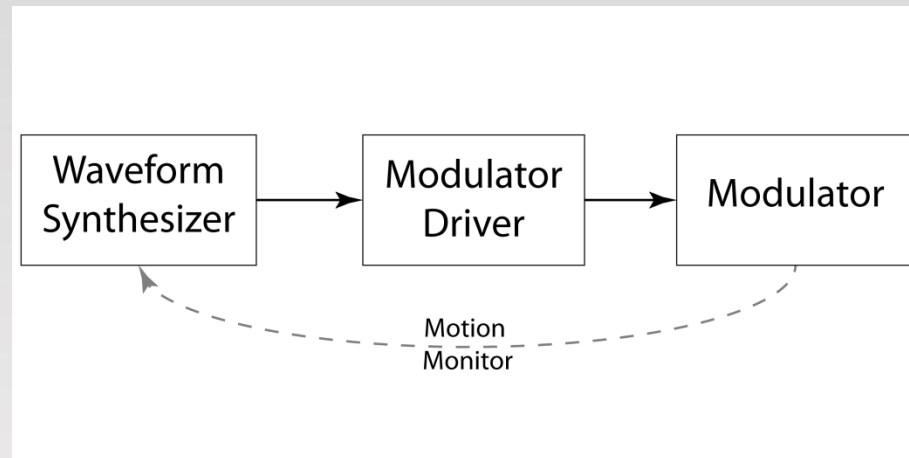 Waveform
Synthesizer
Modulator
Driver
Modulator
Motion
Monitor